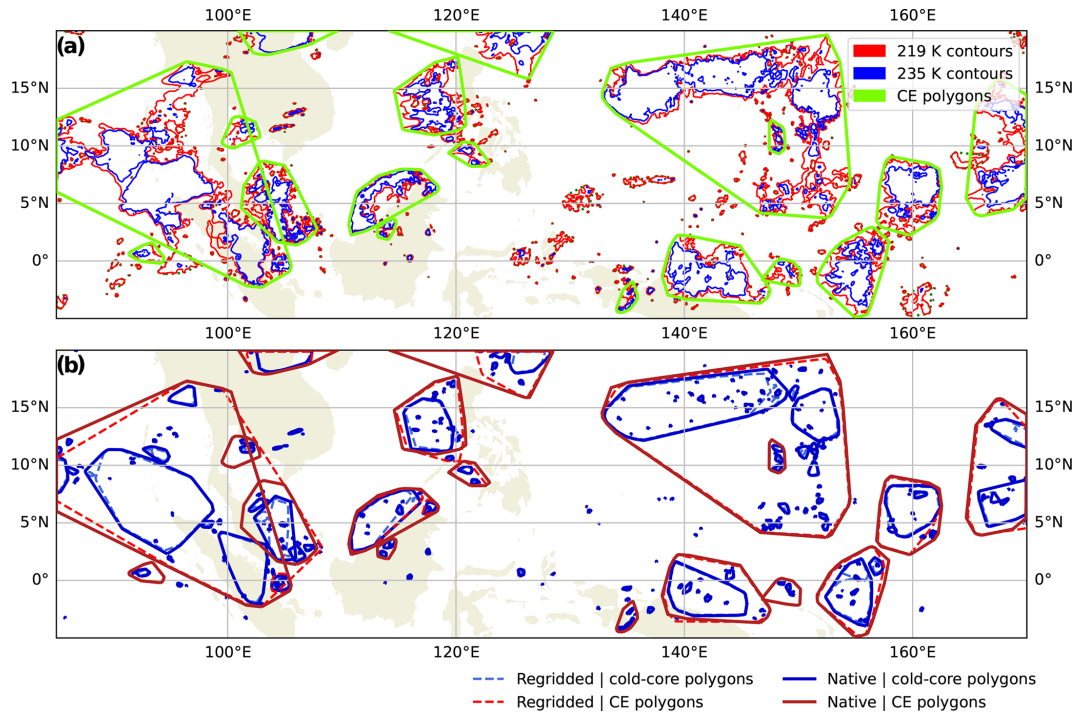 100°E 120°E 140°E 160°E
(a)
219 K contours
235 K contours
CE polygons
15°N 15°N
10°N 10°N
5°N 5°N
0° 0°
100°E 120°E 140°E 160°E
(b)
15°N 15°N
10°N 10°N
5°N 5°N
0° 0°
100°E 120°E 140°E 160°E
Regridded | cold-core polygons Native | cold-core polygons
Regridded | CE polygons Native | CE polygons